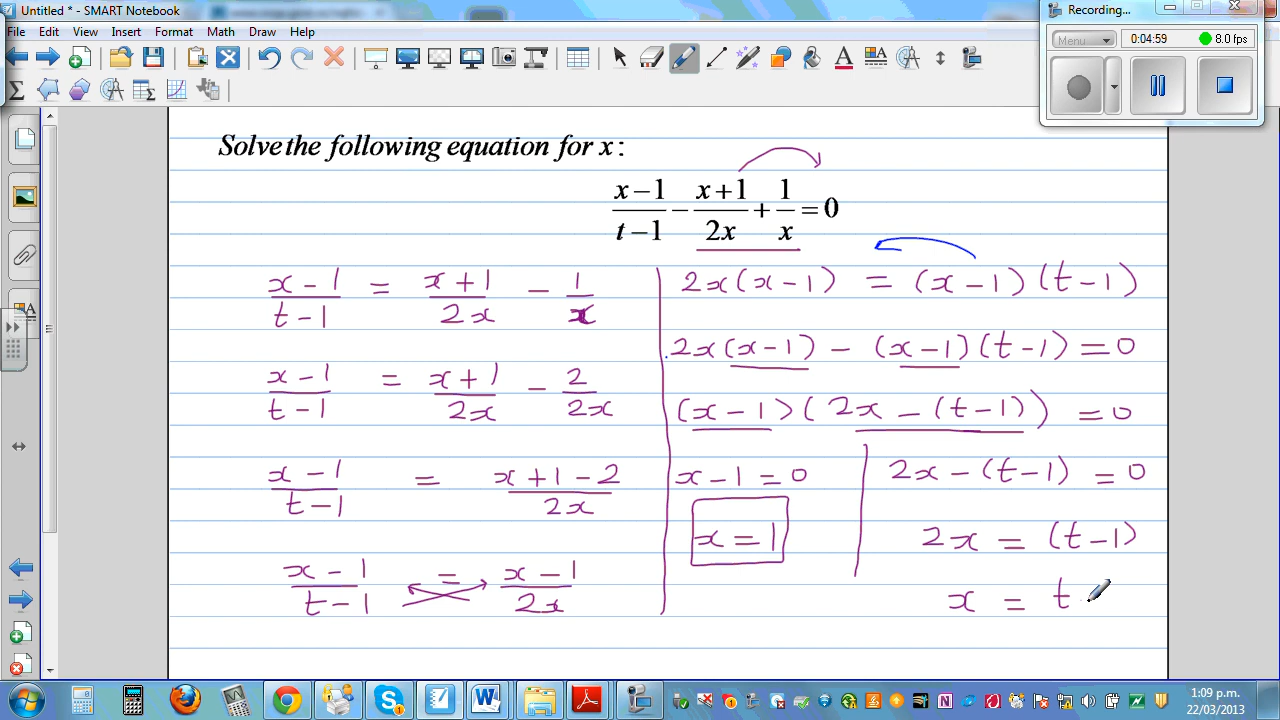 Untitled * - SMART Notebook
Recording...
File Edit View Insert Format Math Draw Help
Menu 0:04:59 8.0 fps
Solve the following equation for x:
(x-1)/(t-1) - (x+1)/(2x) + 1/x = 0
(x-1)/(t-1) = (x+1)/(2x) - 1/x
(x-1)/(t-1) = (x+1)/(2x) - 2/(2x)
(x-1)/(t-1) = (x+1-2)/(2x)
(x-1)/(t-1) = (x-1)/(2x)
2x(x-1) = (x-1)(t-1)
2x(x-1) - (x-1)(t-1) = 0
(x-1)(2x-(t-1)) = 0
x-1=0
x=1
2x-(t-1) = 0
2x = (t-1)
x = t
1:09 p.m.
22/03/2013